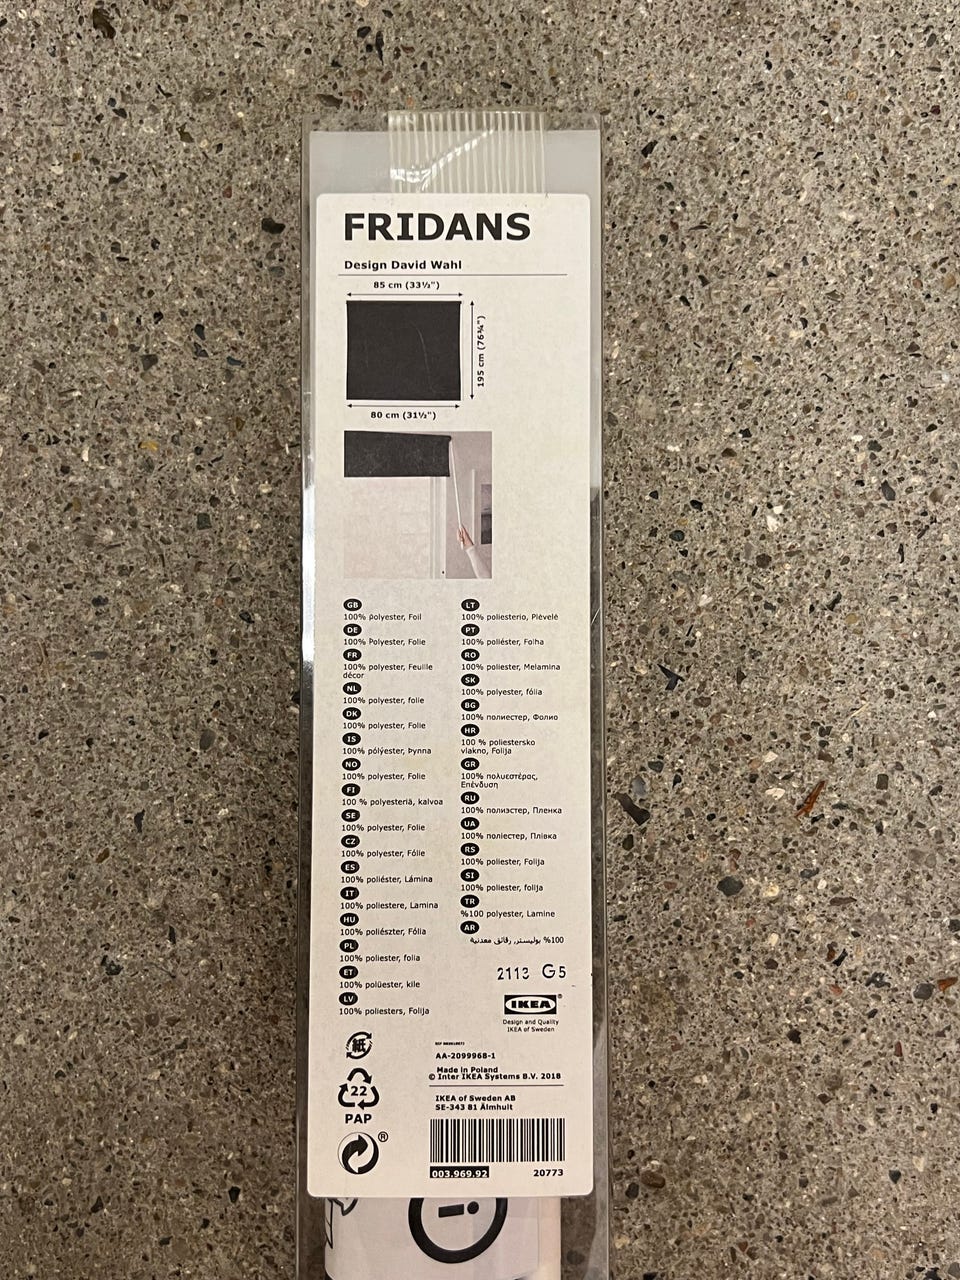 FRIDANS
Design David Wahl
85 cm (33½")
195 cm (76¾")
80 cm (31½")
GB
100% polyester, Foil
DE
100% Polyester, Folie
FR
100% polyester, Feuille
décor
NL
100% polyester, folie
DK
100% polyester, Folie
IS
100% pólýester, Þynna
NO
100% polyester, Folie
FI
100 % polyesteriä, kalvoa
SE
100% polyester, Folie
CZ
100% polyester, Fólie
ES
100% poliéster, Lámina
IT
100% poliestere, Lamina
HU
100% poliészter, Fólia
PL
100% poliester, folia
ET
100% polüester, kile
LV
100% poliesters, Folija
LT
100% poliesterio, Plėvelė
PT
100% poliéster, Folha
RO
100% poliester, Melamina
SK
100% polyester, fólia
BG
100% полиестер, Фолио
HR
100 % poliestersko
vlakno, Folija
GR
100% πολυεστέρας,
Επένδυση
RU
100% полиэстер, Пленка
UA
100% поліестер, Плівка
RS
100% poliester, Folija
SI
100% poliester, folija
TR
%100 polyester, Lamine
AR
%100 بوليستر, رقائق معدنية
2113 G5
IKEA®
Design and Quality
IKEA of Sweden
紙
22
PAP
®
AA-2099968-1
Made in Poland
© Inter IKEA Systems B.V. 2018
IKEA of Sweden AB
SE-343 81 Älmhult
003.969.92
20773